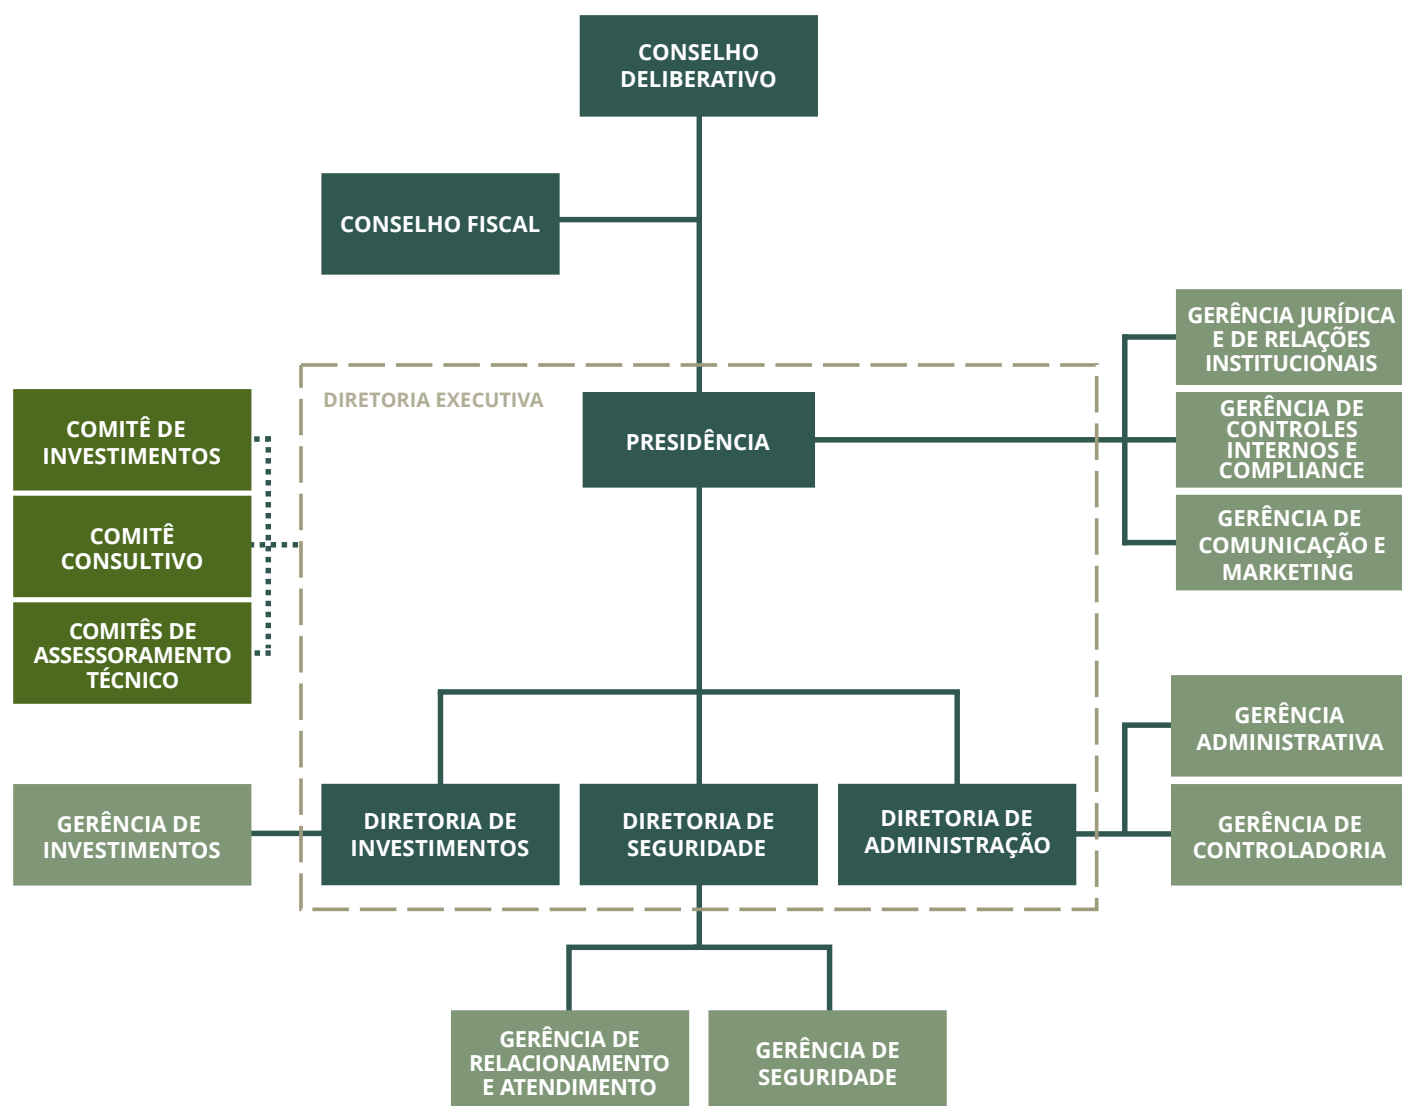 CONSELHO
DELIBERATIVO
CONSELHO FISCAL
GERÊNCIA JURÍDICA
E DE RELAÇÕES
INSTITUCIONAIS
DIRETORIA EXECUTIVA
COMITÊ DE
INVESTIMENTOS
PRESIDÊNCIA
GERÊNCIA DE
CONTROLES
INTERNOS E
COMPLIANCE
COMITÊ
CONSULTIVO
GERÊNCIA DE
COMUNICAÇÃO E
MARKETING
COMITÊS DE
ASSESSORAMENTO
TÉCNICO
GERÊNCIA
ADMINISTRATIVA
GERÊNCIA DE
INVESTIMENTOS
DIRETORIA DE
INVESTIMENTOS
DIRETORIA DE
SEGURIDADE
DIRETORIA DE
ADMINISTRAÇÃO
GERÊNCIA DE
CONTROLADORIA
GERÊNCIA DE
RELACIONAMENTO
E ATENDIMENTO
GERÊNCIA DE
SEGURIDADE